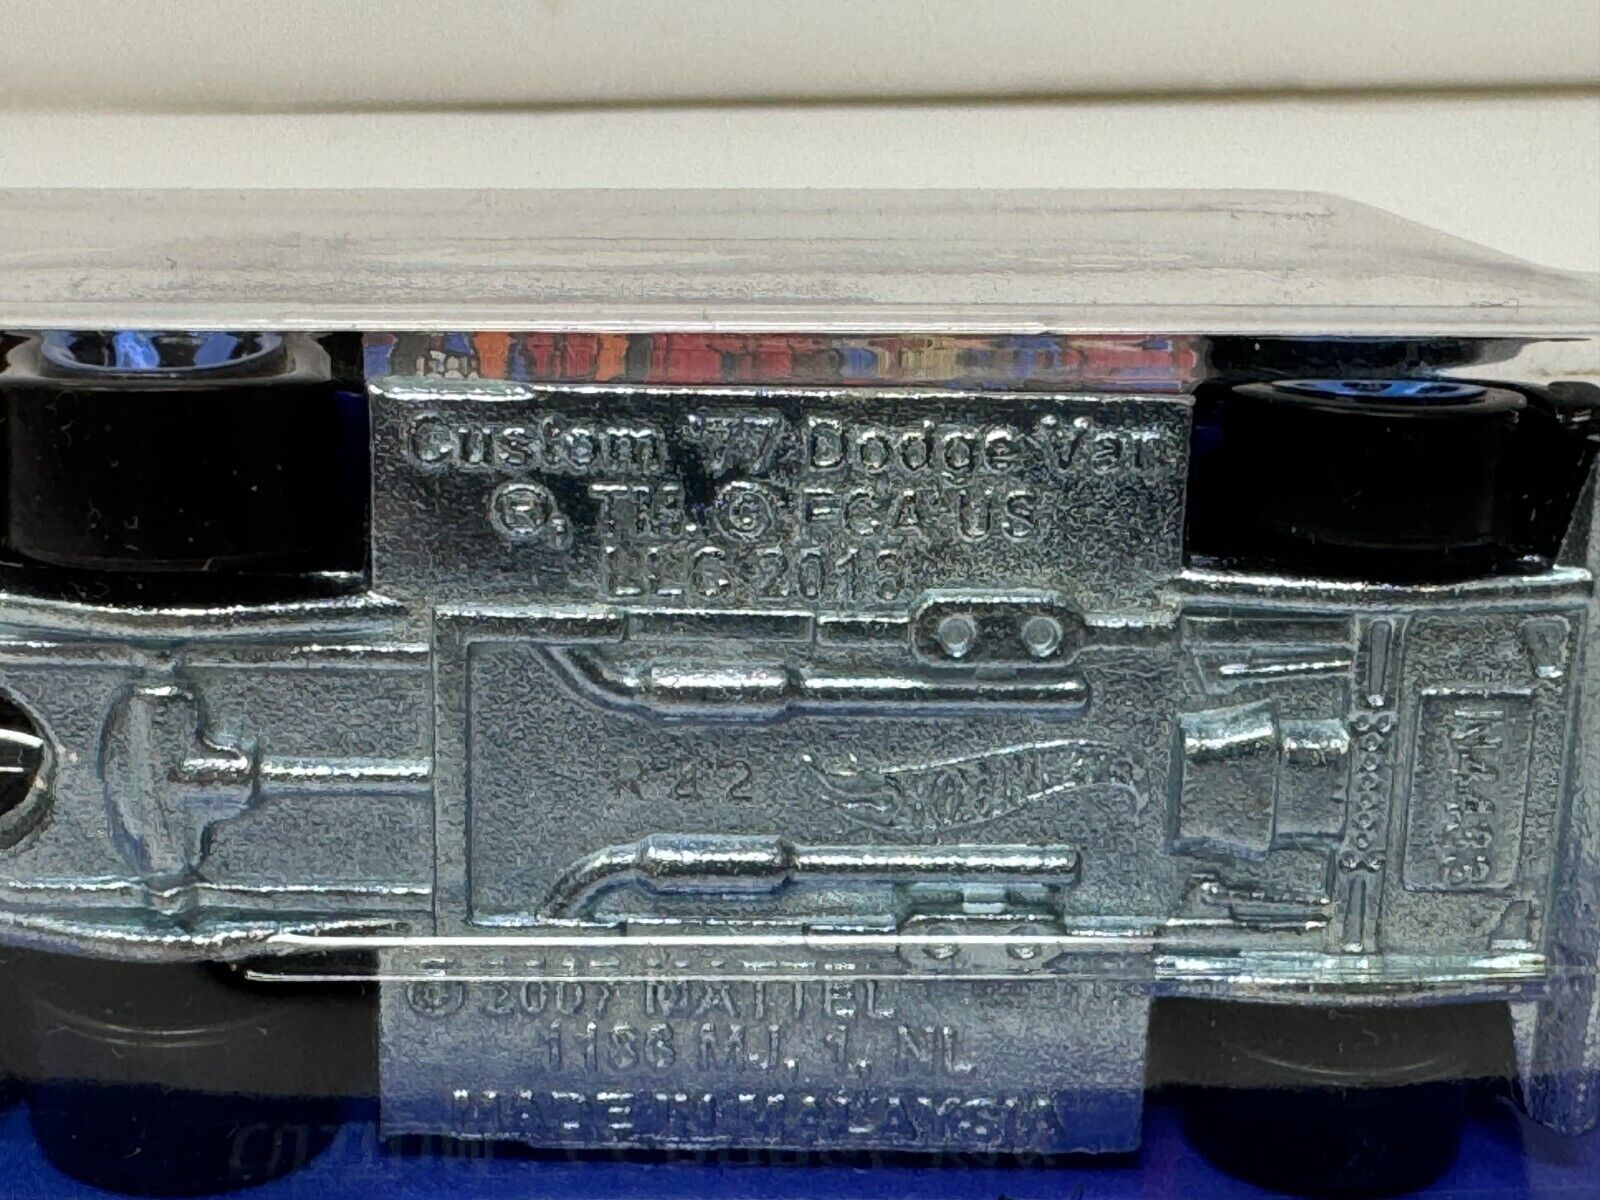 Custom '77 Dodge Van
®, TM. © FCA US
LLC 2018
R42
© 2007 MATTEL
1186 MJ, 1, NL
MADE IN MALAYSIA